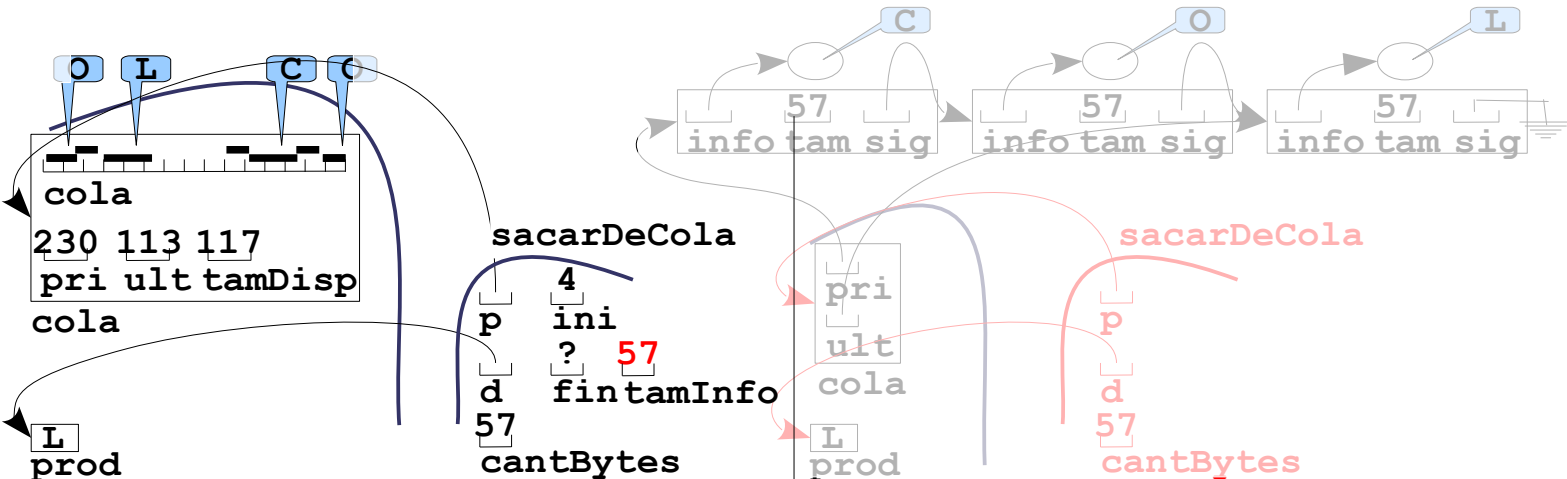 C O L
O L C O
57 57 57
info tam sig info tam sig info tam sig
cola
230 113 117
pri ult tamDisp
cola
sacarDeCola
4
p ini
? 57
d fin tamInfo
57
cantBytes
L
prod
pri
ult
cola
L
prod
sacarDeCola
p
d
57
cantBytes